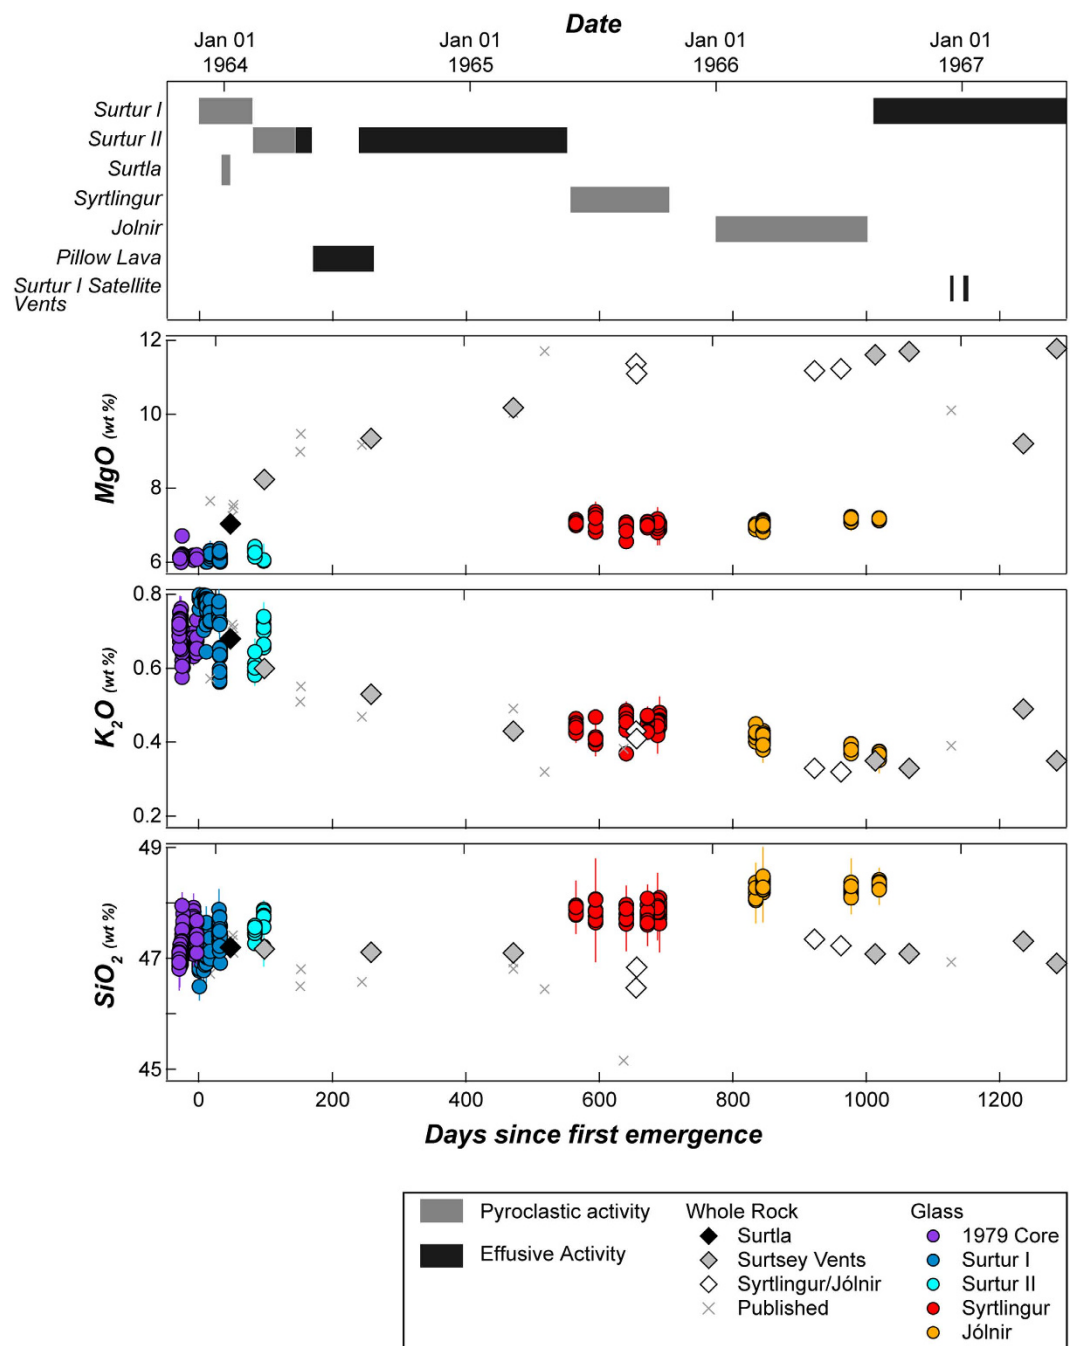 Date
Jan 01 Jan 01 Jan 01 Jan 01
1964 1965 1966 1967
Surtur I
Surtur II
Surtla
Syrtlingur
Jolnir
Pillow Lava
Surtur I Satellite
Vents
MgO (wt %)
12
10
8
6
K2O (wt %)
0.8
0.6
0.4
0.2
SiO2 (wt %)
49
47
45
0 200 400 600 800 1000 1200
Days since first emergence
Pyroclastic activity
Effusive Activity
Whole Rock
Surtla
Surtsey Vents
Syrtlingur/Jólnir
Published
Glass
1979 Core
Surtur I
Surtur II
Syrtlingur
Jólnir